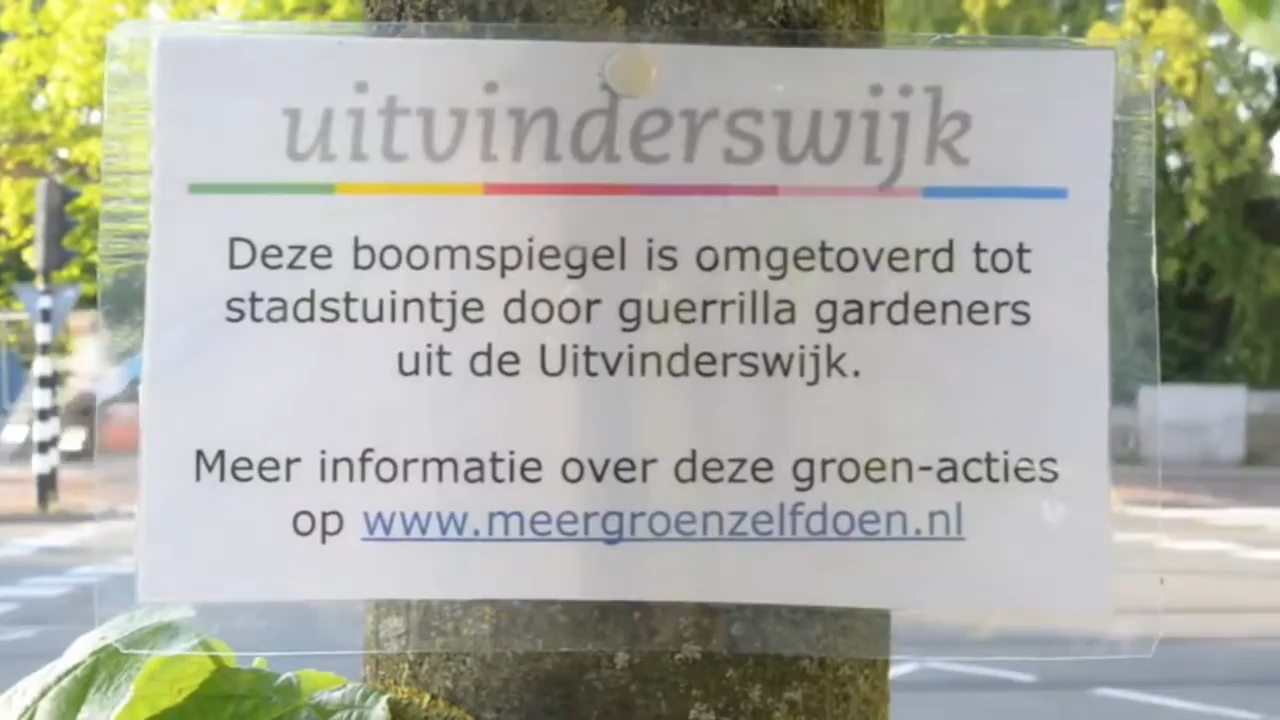 uitvinderswijk
Deze boomspiegel is omgetoverd tot
stadstuintje door guerrilla gardeners
uit de Uitvinderswijk.
Meer informatie over deze groen-acties
op www.meergroenzelfdoen.nl